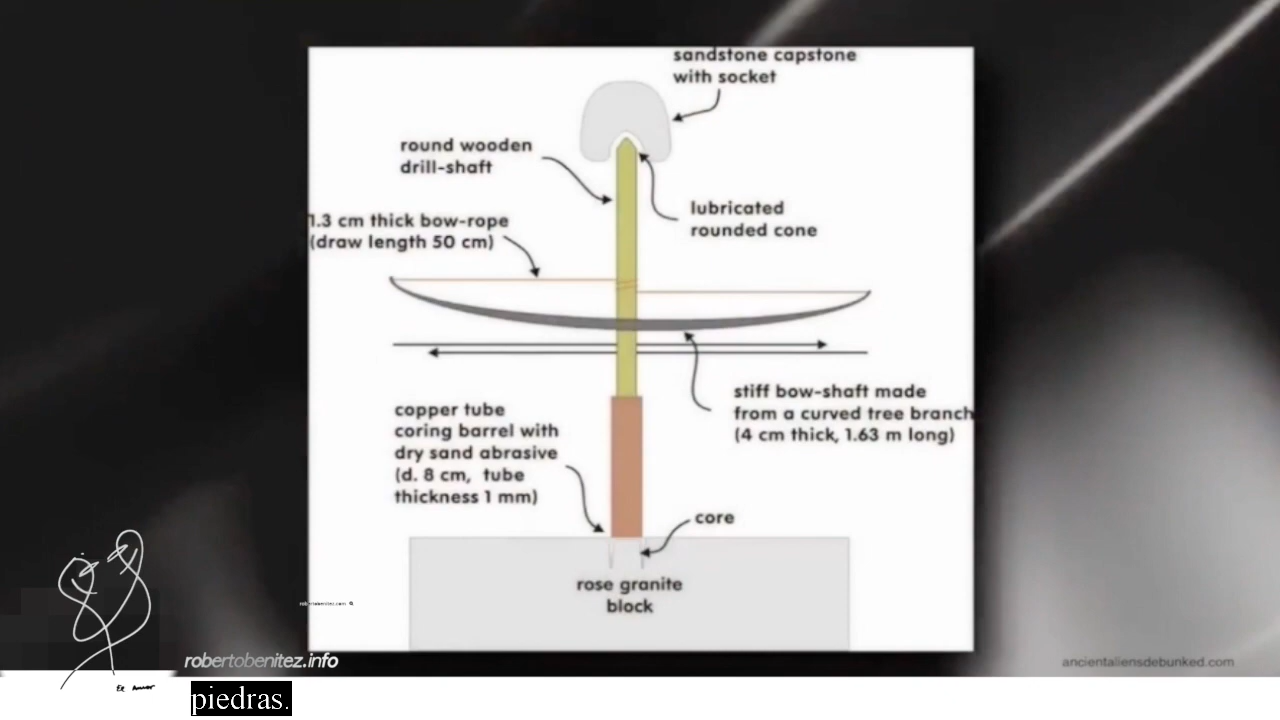 sandstone capstone
with socket
round wooden
drill-shaft
lubricated
rounded cone
1.3 cm thick bow-rope
(draw length 50 cm)
stiff bow-shaft made
from a curved tree branch
(4 cm thick, 1.63 m long)
copper tube
coring barrel with
dry sand abrasive
(d. 8 cm, tube
thickness 1 mm)
core
rose granite
block
robertobenitez.com
robertobenitez.info
ancientaliensdebunked.com
piedras.